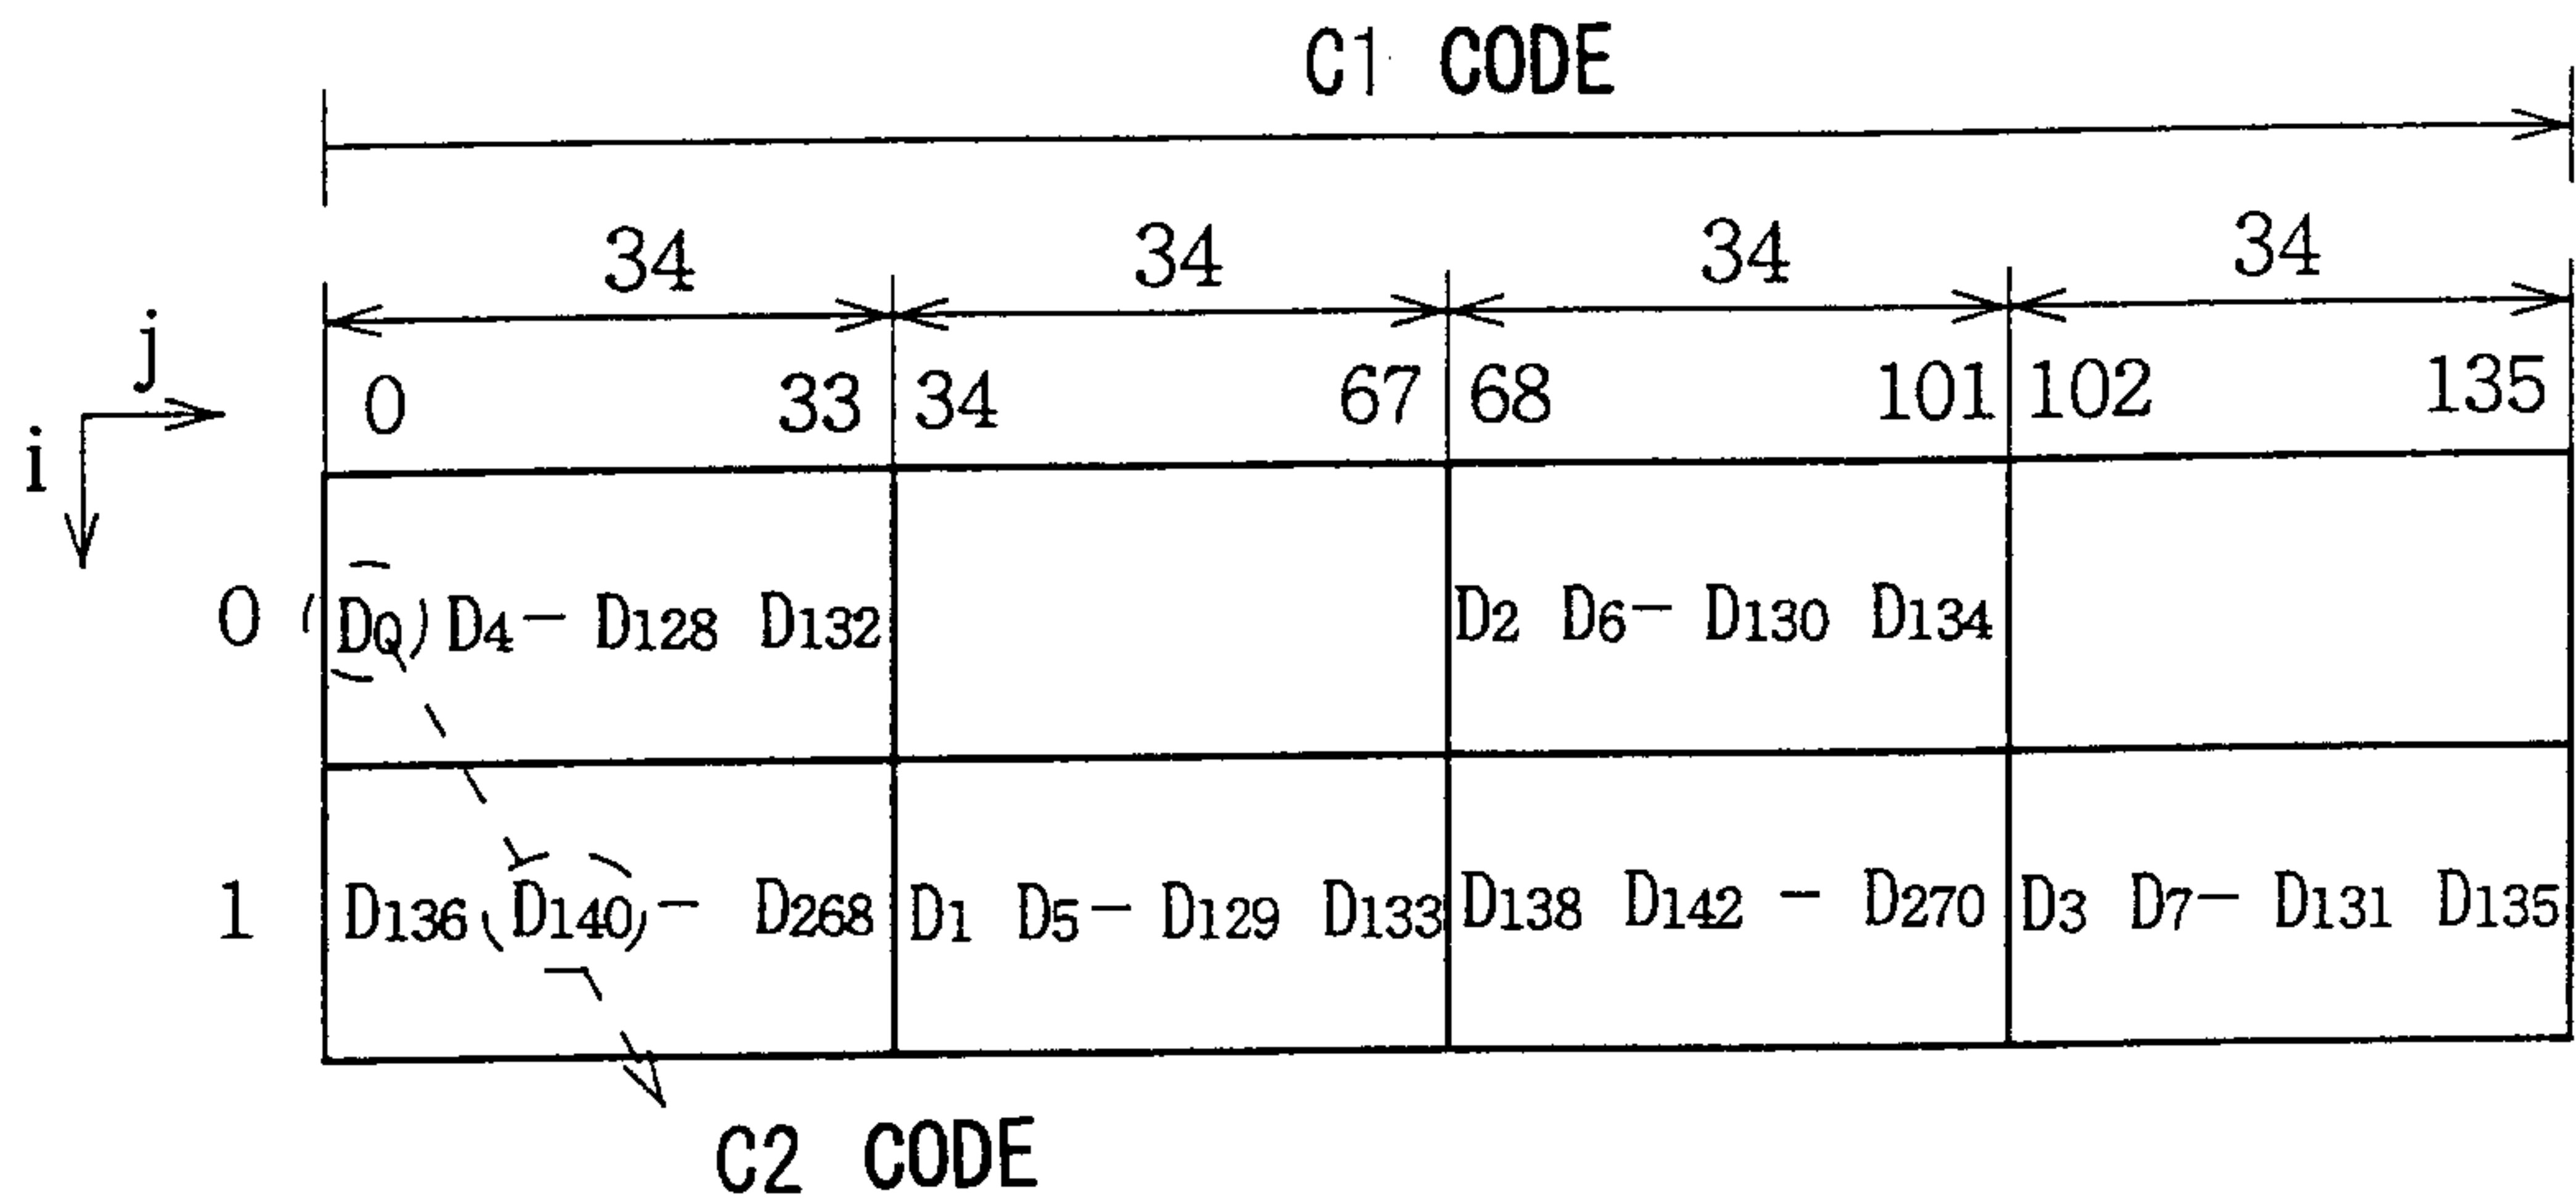 C1 CODE
34 34 34 34
j
0 33 34 67 68 101 102 135
i
0 D0 D4 - D128 D132 D2 D6 - D130 D134
1 D136 D140 - D268 D1 D5 - D129 D133 D138 D142 - D270 D3 D7 - D131 D135
C2 CODE